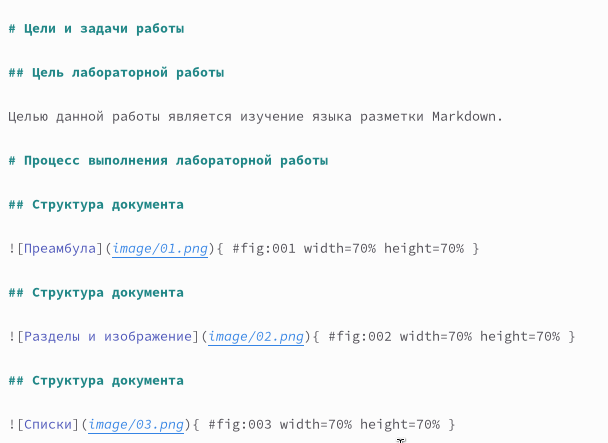 # Цели и задачи работы
## Цель лабораторной работы
Целью данной работы является изучение языка разметки Markdown.
# Процесс выполнения лабораторной работы
## Структура документа
![Преамбула](image/01.png){ #fig:001 width=70% height=70% }
## Структура документа
![Разделы и изображение](image/02.png){ #fig:002 width=70% height=70% }
## Структура документа
![Списки](image/03.png){ #fig:003 width=70% height=70% }